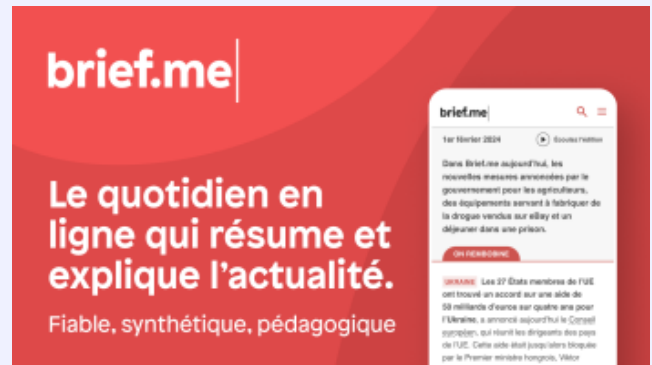 brief.me
Le quotidien en
ligne qui résume et
explique l'actualité.
Fiable, synthétique, pédagogique
brief.me
1er février 2024
Écoutez l'édition
Dans Brief.me aujourd'hui, les
nouvelles mesures annoncées par le
gouvernement pour les agriculteurs,
des équipements servant à fabriquer de
la drogue vendus sur eBay et un
déjeuner dans une prison.
ON REMBOBINE
UKRAINE Les 27 États membres de l'UE
ont trouvé un accord sur une aide de
50 milliards d'euros sur quatre ans pour
l'Ukraine, a annoncé aujourd'hui le Conseil
européen, qui réunit les dirigeants des pays
de l'UE. Cette aide était jusqu'alors bloquée
par le Premier ministre hongrois, Viktor